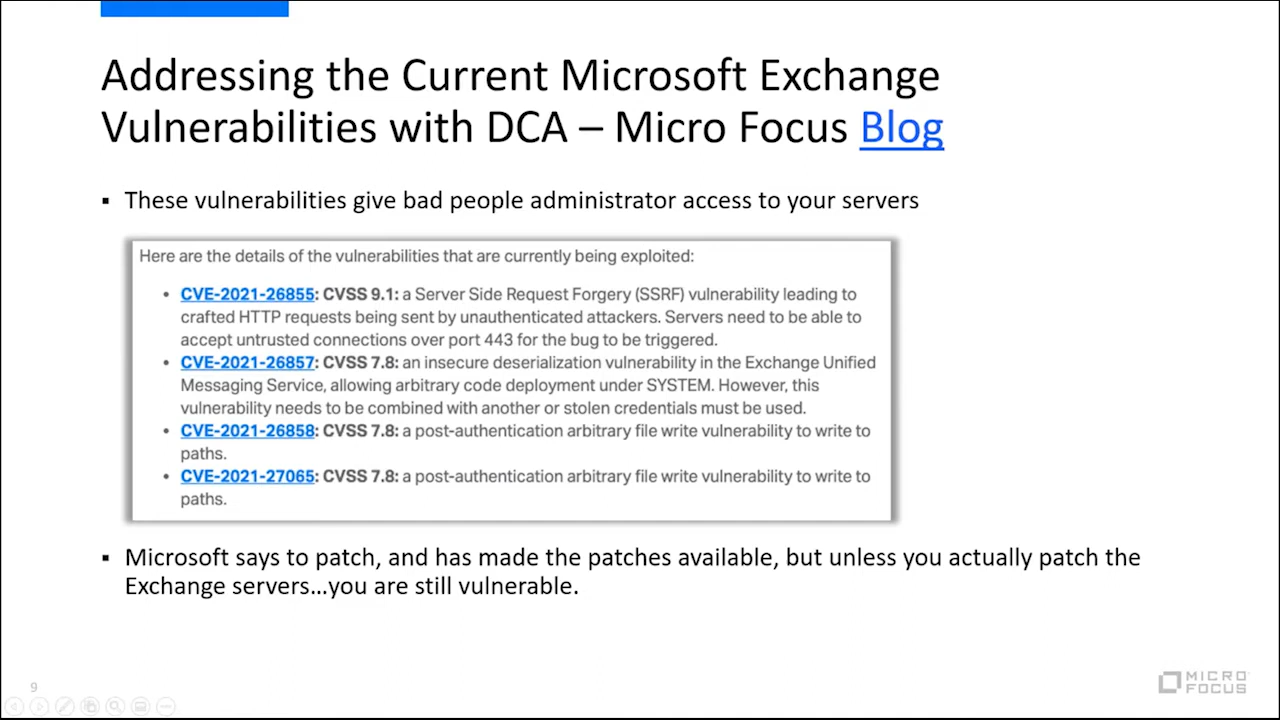 Addressing the Current Microsoft Exchange
Vulnerabilities with DCA – Micro Focus Blog
▪ These vulnerabilities give bad people administrator access to your servers
Here are the details of the vulnerabilities that are currently being exploited:
• CVE-2021-26855: CVSS 9.1: a Server Side Request Forgery (SSRF) vulnerability leading to
crafted HTTP requests being sent by unauthenticated attackers. Servers need to be able to
accept untrusted connections over port 443 for the bug to be triggered.
• CVE-2021-26857: CVSS 7.8: an insecure deserialization vulnerability in the Exchange Unified
Messaging Service, allowing arbitrary code deployment under SYSTEM. However, this
vulnerability needs to be combined with another or stolen credentials must be used.
• CVE-2021-26858: CVSS 7.8: a post-authentication arbitrary file write vulnerability to write to
paths.
• CVE-2021-27065: CVSS 7.8: a post-authentication arbitrary file write vulnerability to write to
paths.
▪ Microsoft says to patch, and has made the patches available, but unless you actually patch the
Exchange servers…you are still vulnerable.
9
MICRO
FOCUS